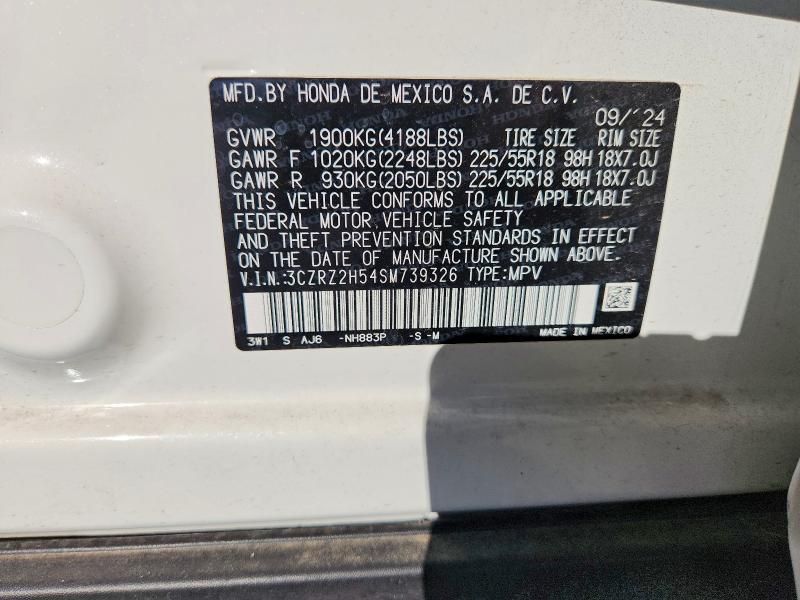 MFD.BY HONDA DE MEXICO S.A. DE C.V.
09/'24
GVWR 1900KG(4188LBS) TIRE SIZE RIM SIZE
GAWR F 1020KG(2248LBS) 225/55R18 98H 18X7.0J
GAWR R 930KG(2050LBS) 225/55R18 98H 18X7.0J
THIS VEHICLE CONFORMS TO ALL APPLICABLE
FEDERAL MOTOR VEHICLE SAFETY
AND THEFT PREVENTION STANDARDS IN EFFECT
ON THE DATE OF MANUFACTURE SHOWN ABOVE.
V.I.N.:3CZRZ2H54SM739326 TYPE:MPV
3W1 S AJ6 -NH883P -S-M MADE IN MEXICO